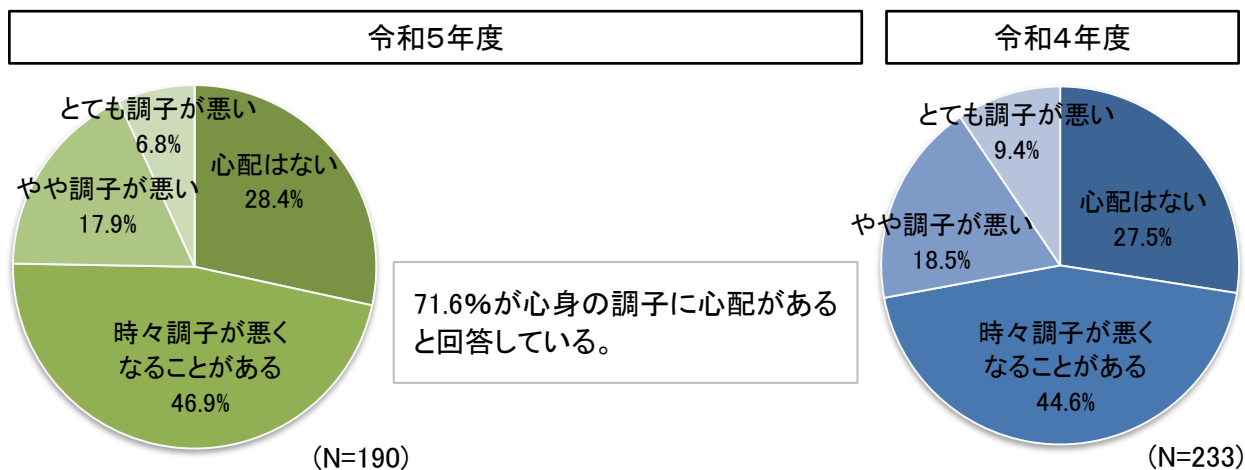 令和5年度
とても調子が悪い
6.8%
心配はない
28.4%
やや調子が悪い
17.9%
時々調子が悪く
なることがある
46.9%
(N=190)
71.6%が心身の調子に心配がある
と回答している。
令和4年度
とても調子が悪い
9.4%
心配はない
27.5%
やや調子が悪い
18.5%
時々調子が悪く
なることがある
44.6%
(N=233)